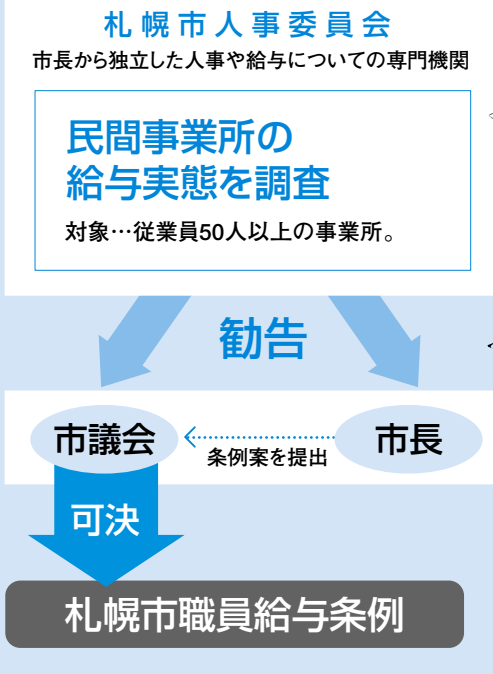 札幌市人事委員会
市長から独立した人事や給与についての専門機関
民間事業所の
給与実態を調査
対象…従業員50人以上の事業所。
勧告
市議会
条例案を提出
市長
可決
札幌市職員給与条例